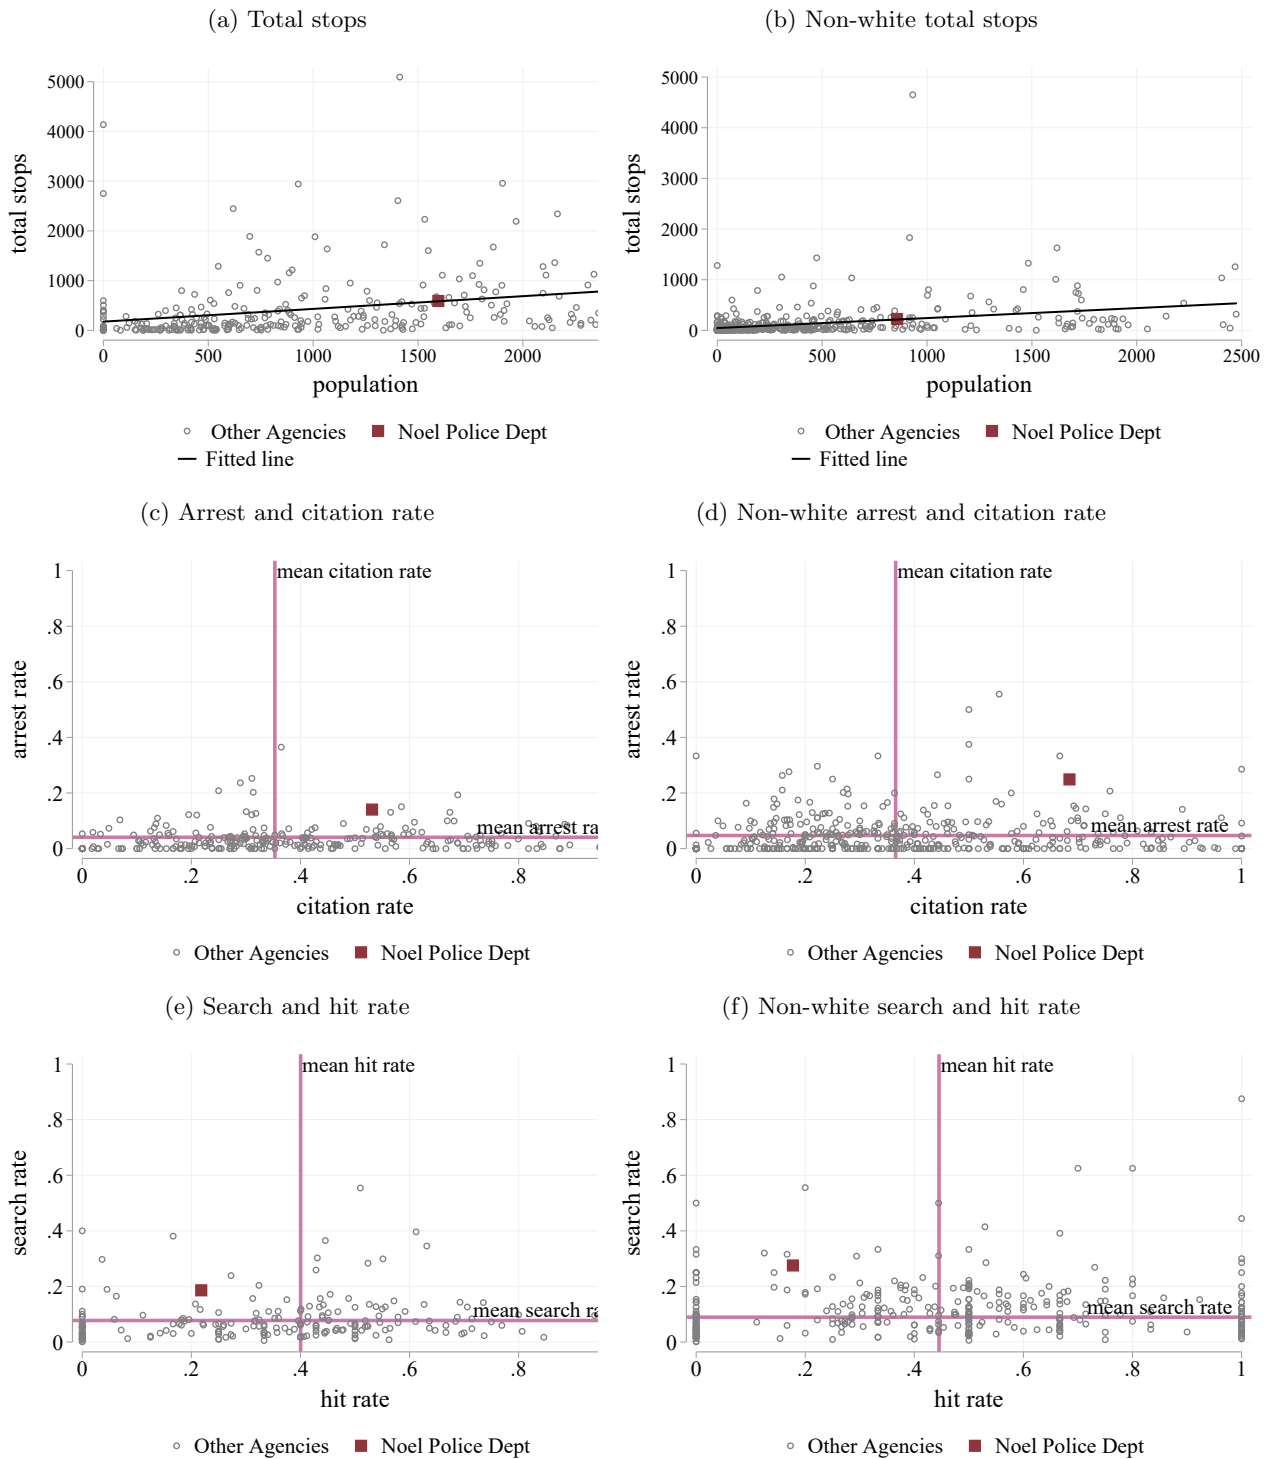 (a) Total stops
5000
4000
3000
2000
1000
0
total stops
0 500 1000 1500 2000
population
Other Agencies Noel Police Dept
Fitted line
(b) Non-white total stops
5000
4000
3000
2000
1000
0
total stops
0 500 1000 1500 2000 2500
population
Other Agencies Noel Police Dept
Fitted line
(c) Arrest and citation rate
mean citation rate
1
.8
.6
.4
.2
0
arrest rate
mean arrest ra
0 .2 .4 .6 .8
citation rate
Other Agencies Noel Police Dept
(d) Non-white arrest and citation rate
mean citation rate
1
.8
.6
.4
.2
0
arrest rate
mean arrest rate
0 .2 .4 .6 .8 1
citation rate
Other Agencies Noel Police Dept
(e) Search and hit rate
mean hit rate
1
.8
.6
.4
.2
0
search rate
mean search ra
0 .2 .4 .6 .8
hit rate
Other Agencies Noel Police Dept
(f) Non-white search and hit rate
mean hit rate
1
.8
.6
.4
.2
0
search rate
mean search rate
0 .2 .4 .6 .8 1
hit rate
Other Agencies Noel Police Dept